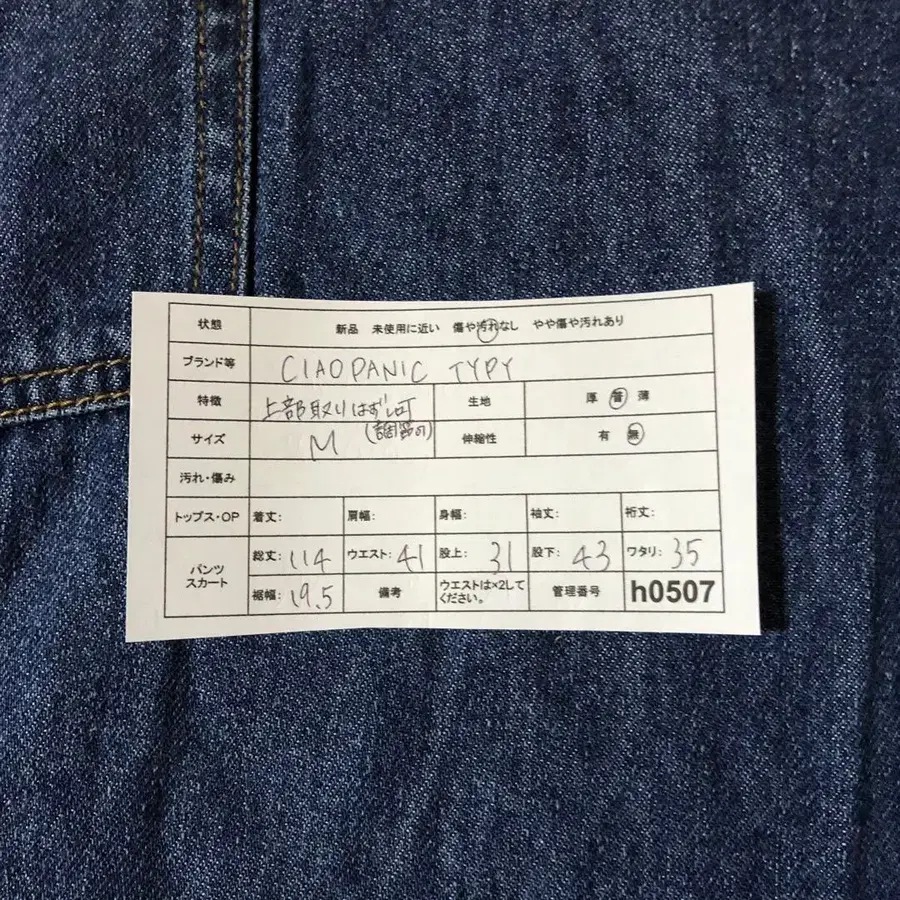 状態 新品 未使用に近い 傷や汚れなし やや傷や汚れあり
ブランド等 CIAOPANIC TYPY
特徴 上部取りはずし可 生地 厚 普 薄
(調節可)
サイズ M 伸縮性 有 無
汚れ・傷み
トップス・OP 着丈: 肩幅: 身幅: 袖丈: 裄丈:
パンツ スカート 総丈: 114 ウエスト: 41 股上: 31 股下: 43 ワタリ: 35
裾幅: 19.5 備考 ウエストは×2して ください。 管理番号 h0507